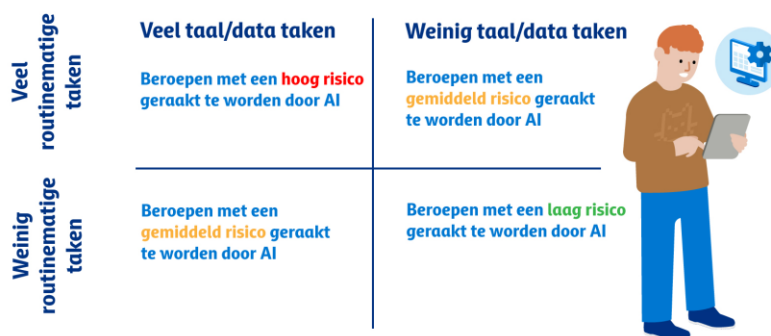 Veel taal/data taken
Weinig taal/data taken
Veel
routinematige
taken
Beroepen met een hoog risico
geraakt te worden door AI
Beroepen met een
gemiddeld risico geraakt
te worden door AI
Weinig
routinematige
taken
Beroepen met een
gemiddeld risico geraakt
te worden door AI
Beroepen met een laag risico
geraakt te worden door AI